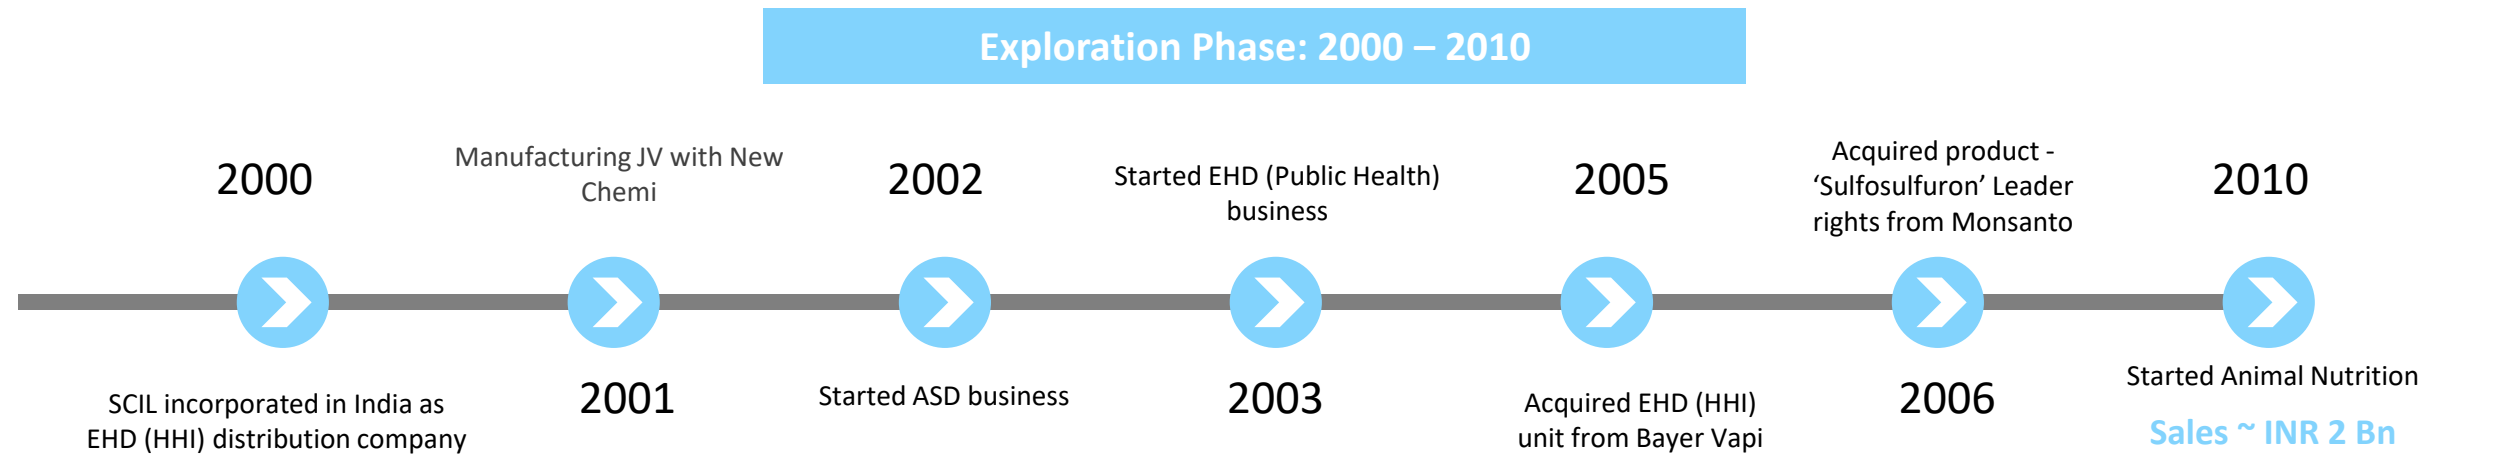 Exploration Phase: 2000 – 2010
2000
SCIL incorporated in India as
EHD (HHI) distribution company
Manufacturing JV with New
Chemi
2001
2002
Started ASD business
Started EHD (Public Health)
business
2003
2005
Acquired EHD (HHI)
unit from Bayer Vapi
Acquired product -
‘Sulfosulfuron’ Leader
rights from Monsanto
2006
2010
Started Animal Nutrition
Sales ~ INR 2 Bn